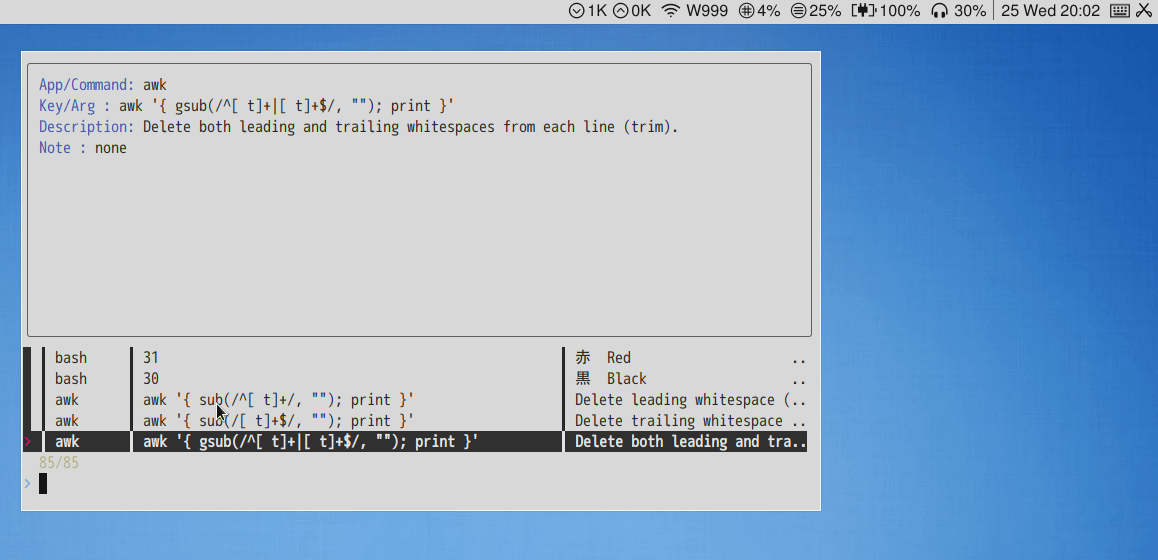 1K 0K W999 4% 25% 100% 30% 25 Wed 20:02
App/Command: awk
Key/Arg : awk '{ gsub(/^[ t]+|[ t]+$/, ""); print }'
Description: Delete both leading and trailing whitespaces from each line (trim).
Note : none
bash 31 赤 Red ..
bash 30 黒 Black ..
awk awk '{ sub(/^[ t]+/, ""); print }' Delete leading whitespace (..
awk awk '{ sub(/[ t]+$/, ""); print }' Delete trailing whitespace ..
> awk awk '{ gsub(/^[ t]+|[ t]+$/, ""); print }' Delete both leading and tra..
85/85
>